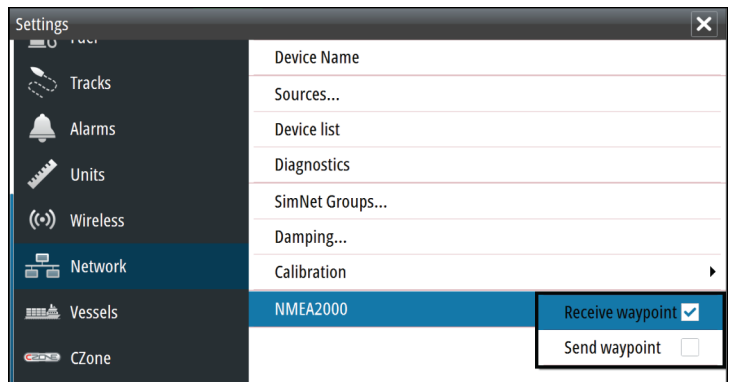 Settings
Tracks
Alarms
Units
Wireless
Network
Vessels
CZONE CZone
Device Name
Sources...
Device list
Diagnostics
SimNet Groups...
Damping...
Calibration
NMEA2000
Receive waypoint
Send waypoint